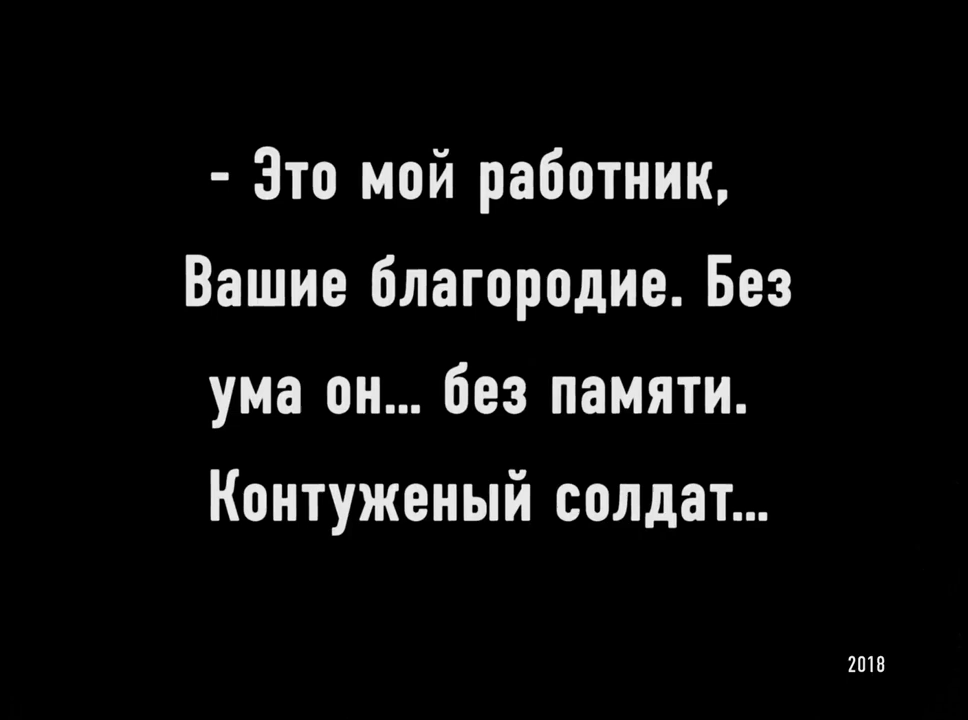 - Это мой работник,
Вашие благородие. Без
ума он... без памяти.
Контуженый солдат...
2018